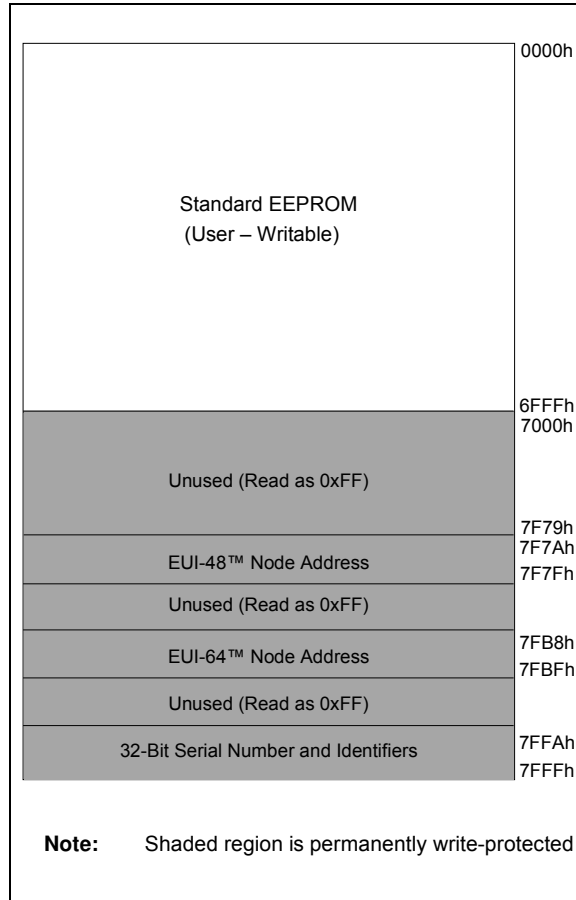 0000h
Standard EEPROM
(User – Writable)
6FFFh
7000h
Unused (Read as 0xFF)
7F79h
7F7Ah
EUI-48™ Node Address
7F7Fh
Unused (Read as 0xFF)
7FB8h
EUI-64™ Node Address
7FBFh
Unused (Read as 0xFF)
7FFAh
32-Bit Serial Number and Identifiers
7FFFh
Note: Shaded region is permanently write-protected